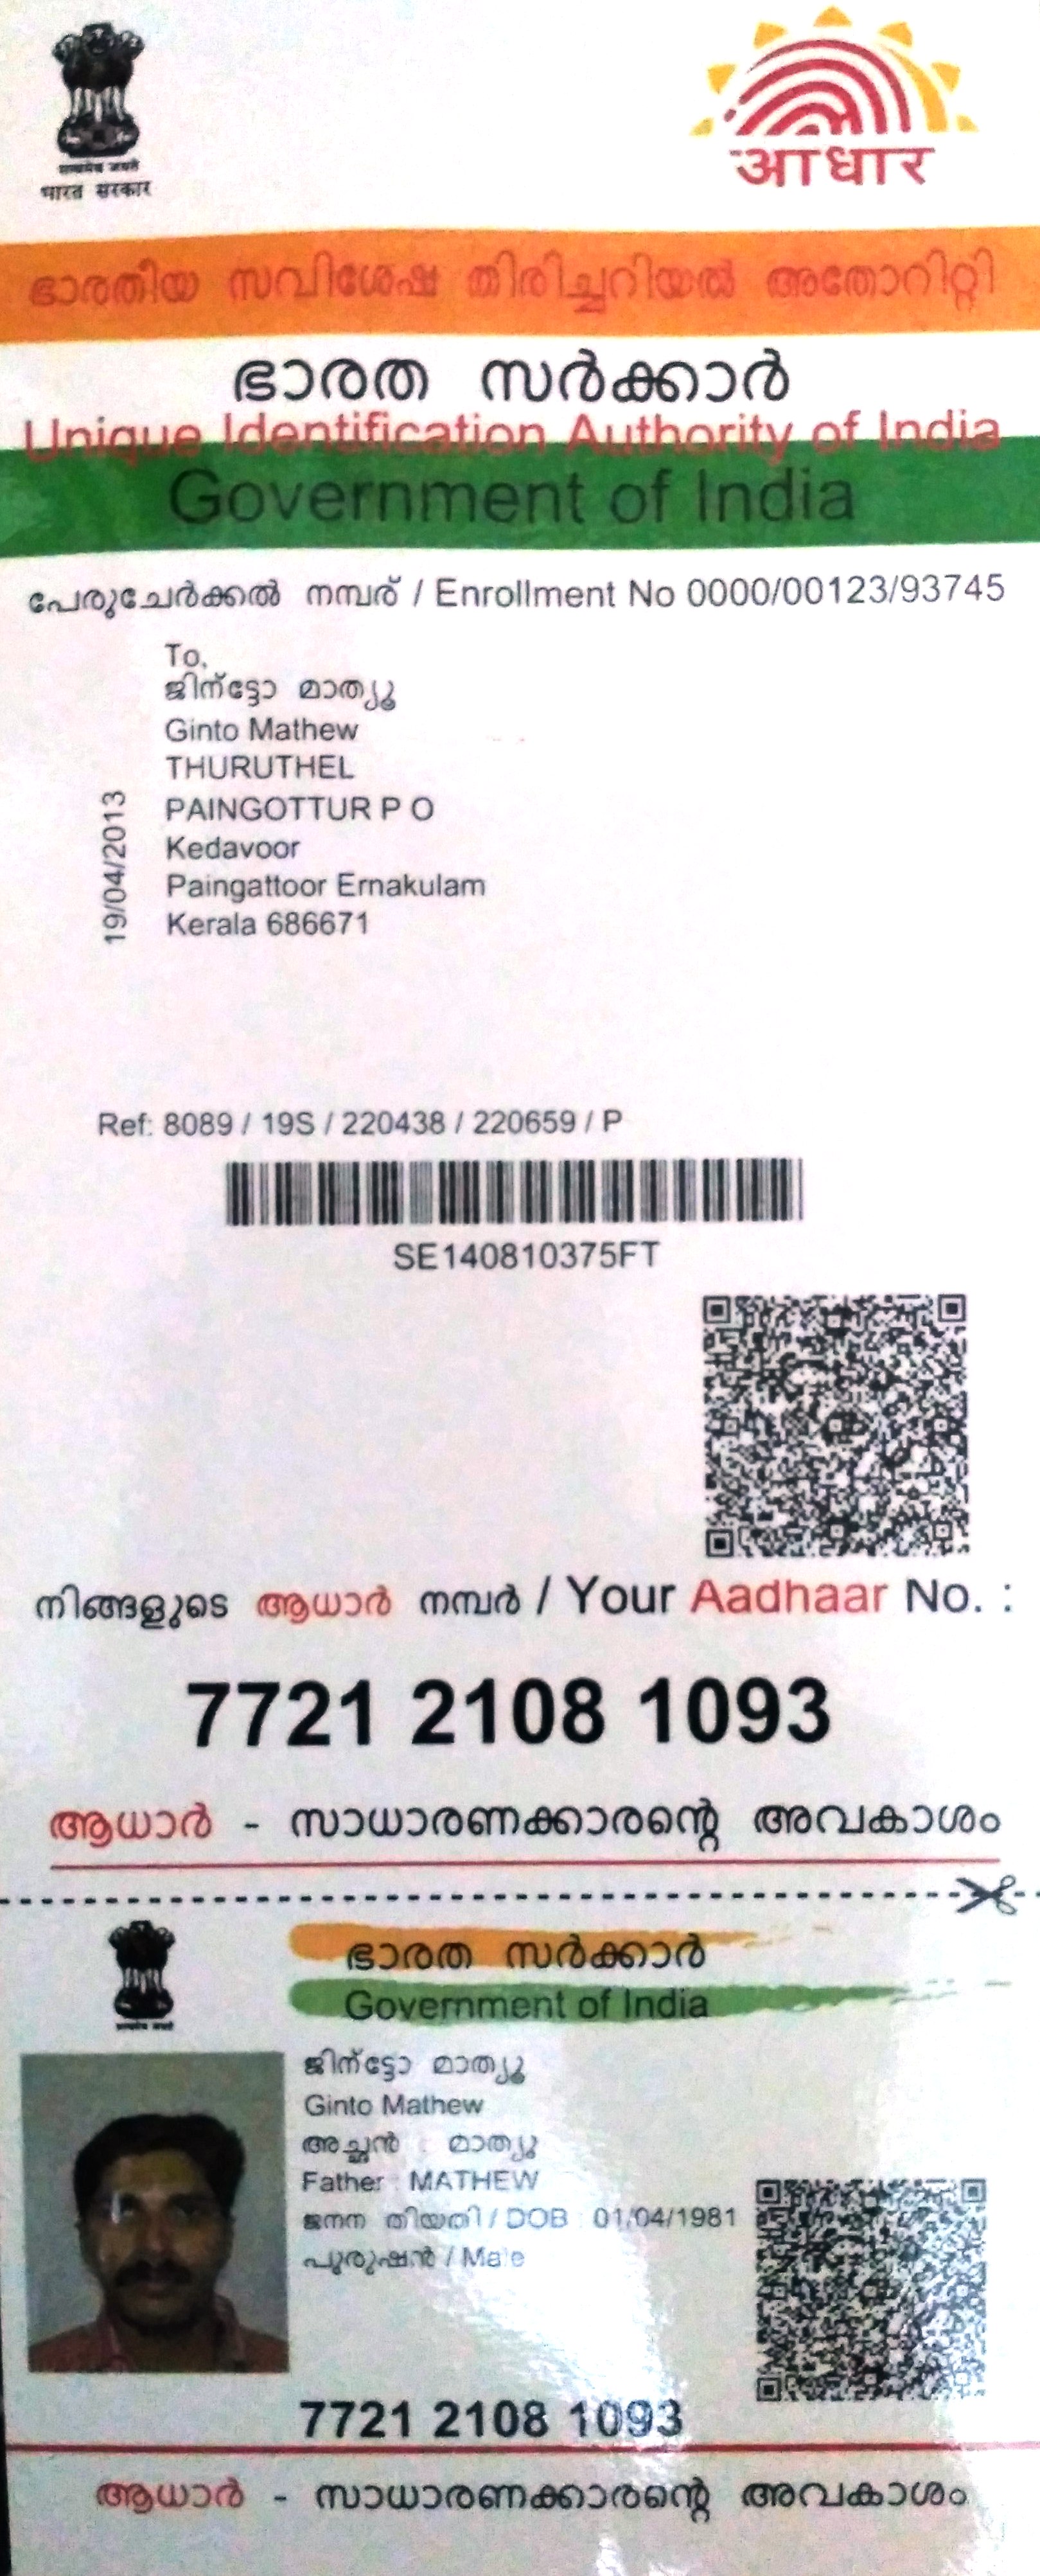 सत्यमेव जयते
भारत सरकार
आधार
ഭാരതീയ സവിശേഷ തിരിച്ചറിയൽ അതോറിറ്റി
ഭാരത സർക്കാർ
Unique Identification Authority of India
Government of India
പേരുചേർക്കൽ നമ്പര് / Enrollment No 0000/00123/93745
To,
ജിന്ട്ടോ മാത്യൂ
Ginto Mathew
THURUTHEL
PAINGOTTUR P O
Kedavoor
Paingattoor Ernakulam
Kerala 686671
19/04/2013
Ref: 8089 / 19S / 220438 / 220659 / P
SE140810375FT
നിങ്ങളുടെ ആധാർ നമ്പർ / Your Aadhaar No. :
7721 2108 1093
ആധാർ - സാധാരണക്കാരന്റെ അവകാശം
ഭാരത സർക്കാർ
Government of India
ജിന്ട്ടോ മാത്യൂ
Ginto Mathew
അച്ഛൻ : മാത്യു
Father : MATHEW
ജനന തിയതി / DOB : 01/04/1981
പുരുഷൻ / Male
7721 2108 1093
ആധാർ - സാധാരണക്കാരന്റെ അവകാശം